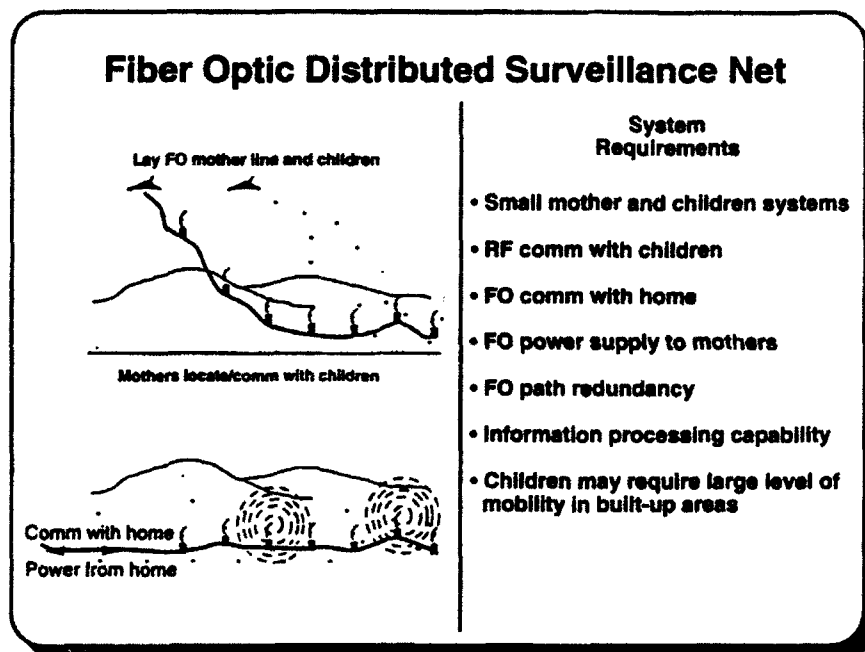 Fiber Optic Distributed Surveillance Net
Lay FO mother line and children
Mothers locate/comm with children
Comm with home
Power from home
System
Requirements
• Small mother and children systems
• RF comm with children
• FO comm with home
• FO power supply to mothers
• FO path redundancy
• Information processing capability
• Children may require large level of
mobility in built-up areas